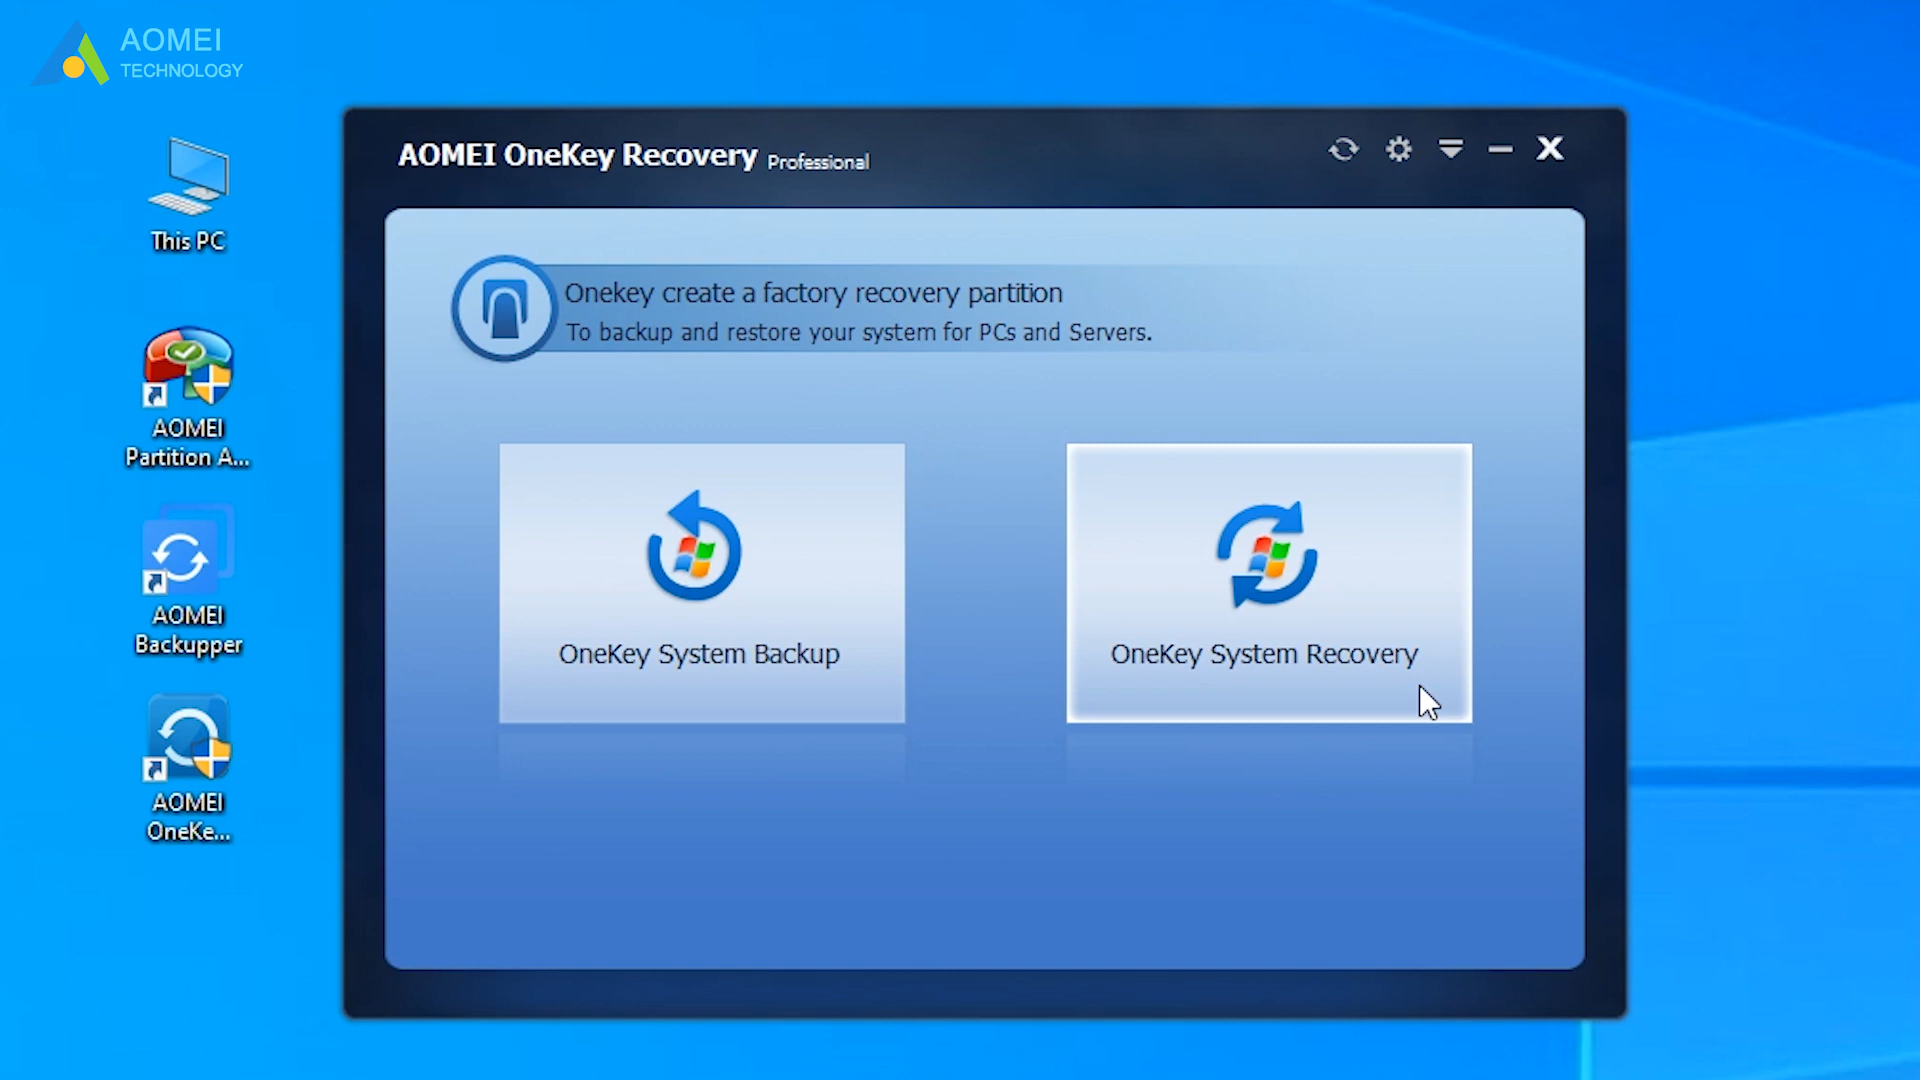 AOMEI
TECHNOLOGY
This PC
AOMEI
Partition A...
AOMEI
Backupper
AOMEI
OneKe...
AOMEI OneKey Recovery Professional
Onekey create a factory recovery partition
To backup and restore your system for PCs and Servers.
OneKey System Backup
OneKey System Recovery